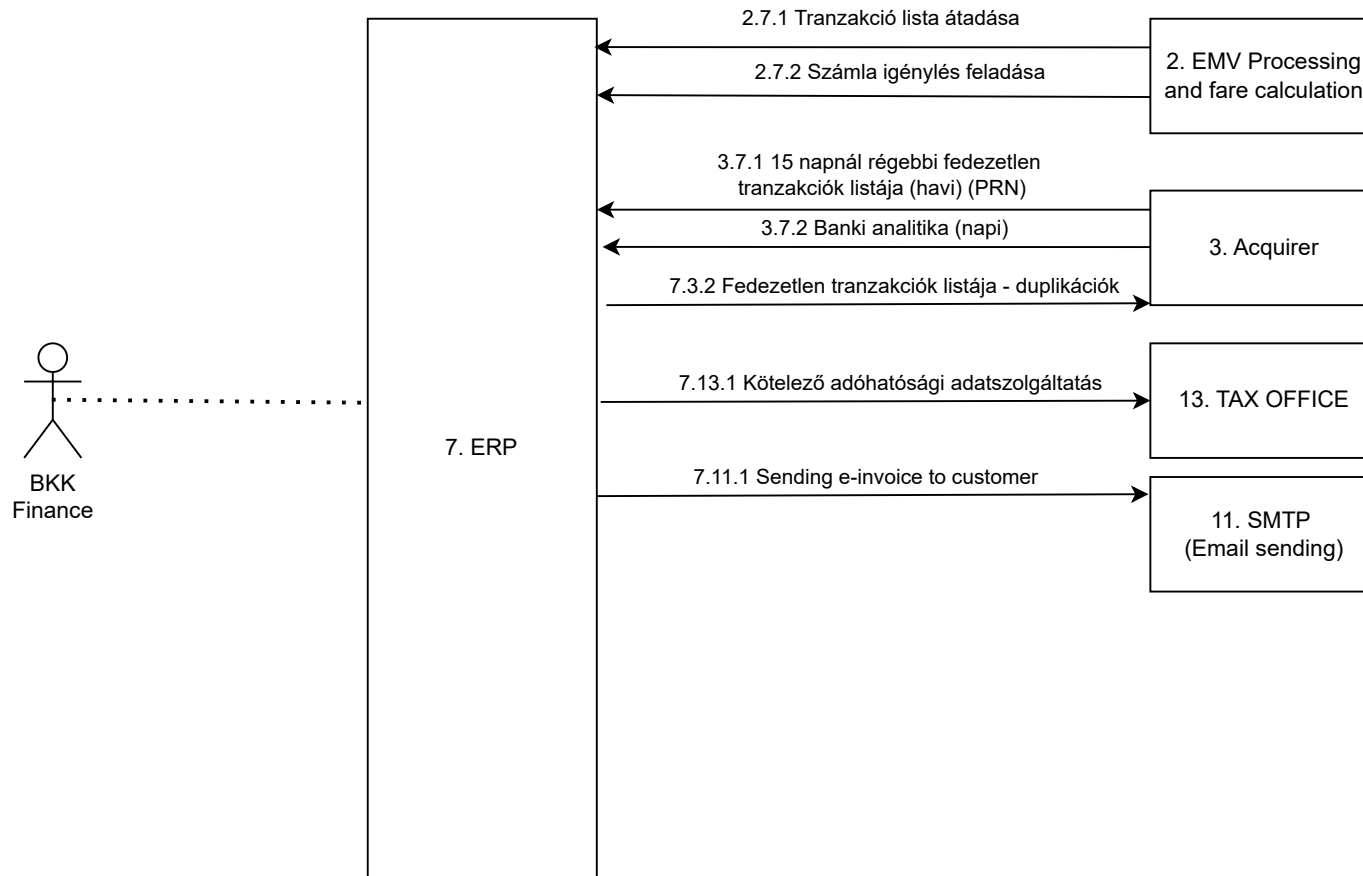 2.7.1 Tranzakció lista átadása
2. EMV Processing
and fare calculation
2.7.2 Számla igénylés feladása
3.7.1 15 napnál régebbi fedezetlen
tranzakciók listája (havi) (PRN)
3.7.2 Banki analitika (napi)
3. Acquirer
7.3.2 Fedezetlen tranzakciók listája - duplikációk
7.13.1 Kötelező adóhatósági adatszolgáltatás
13. TAX OFFICE
7. ERP
BKK
Finance
7.11.1 Sending e-invoice to customer
11. SMTP
(Email sending)